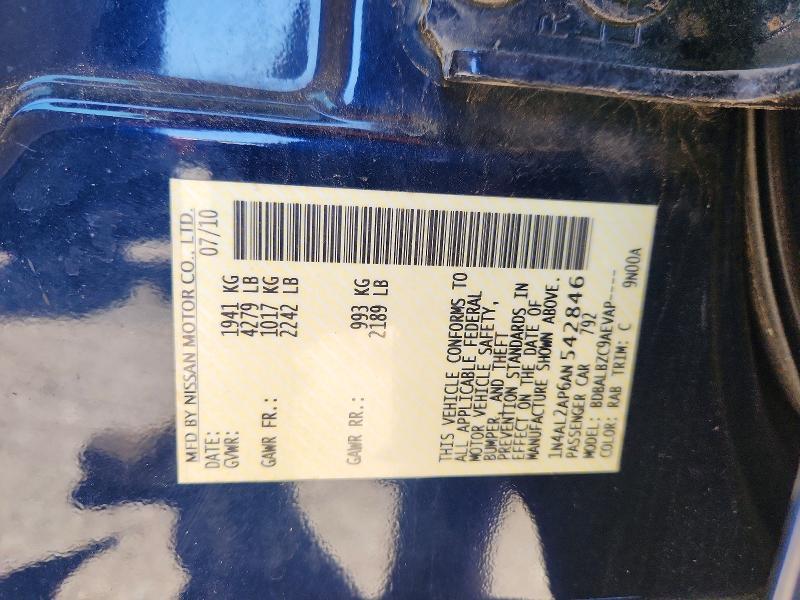 MFD BY NISSAN MOTOR CO., LTD.
DATE: 07/10
GVWR: 1941 KG
4279 LB
GAWR FR.: 1017 KG
2242 LB
GAWR RR.: 993 KG
2189 LB
THIS VEHICLE CONFORMS TO
ALL APPLICABLE FEDERAL
MOTOR VEHICLE SAFETY,
BUMPER, AND THEFT
PREVENTION STANDARDS IN
EFFECT ON THE DATE OF
MANUFACTURE SHOWN ABOVE.
1N4AL2AP6AN542846
PASSENGER CAR 792
MODEL: BDBALBZC9AEVAP----
COLOR: RAB TRIM: C 9N00A